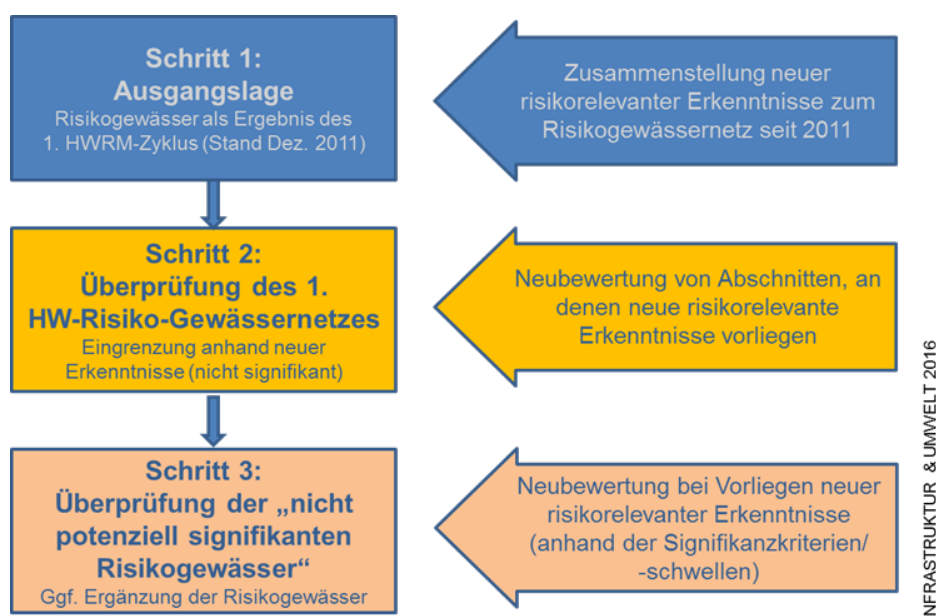 Schritt 1:
Ausgangslage
Risikogewässer als Ergebnis des
1. HWRM-Zyklus (Stand Dez. 2011)
Zusammenstellung neuer
risikorelevanter Erkenntnisse zum
Risikogewässernetz seit 2011
Schritt 2:
Überprüfung des 1.
HW-Risiko-Gewässernetzes
Eingrenzung anhand neuer
Erkenntnisse (nicht signifikant)
Neubewertung von Abschnitten, an
denen neue risikorelevante
Erkenntnisse vorliegen
Schritt 3:
Überprüfung der „nicht
potenziell signifikanten
Risikogewässer“
Ggf. Ergänzung der Risikogewässer
Neubewertung bei Vorliegen neuer
risikorelevanter Erkenntnisse
(anhand der Signifikanzkriterien/
-schwellen)
NFRASTRUKTUR & UMWELT 2016